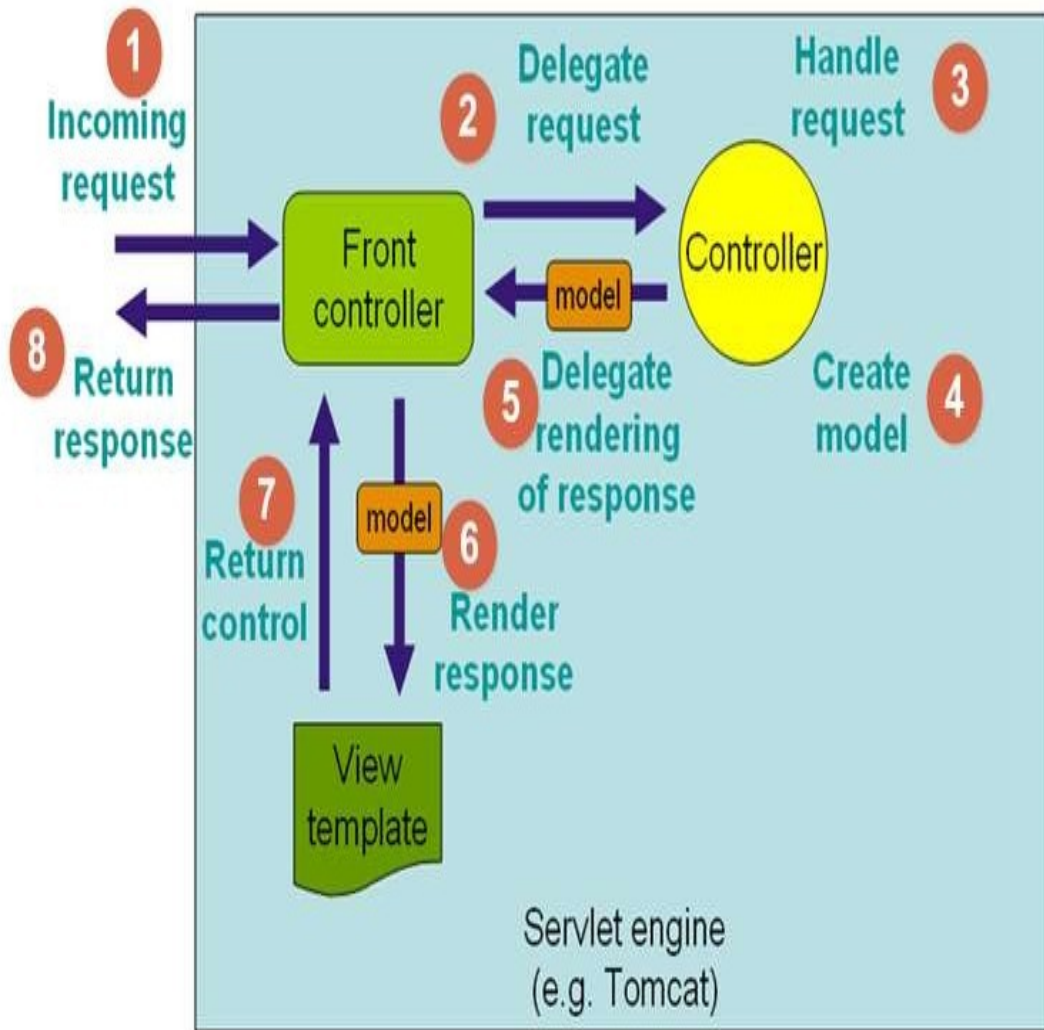 1
Incoming
request
2
Delegate
request
Handle
request
3
Front
controller
Controller
model
8
Return
response
5
Delegate
rendering
of response
Create
model
4
7
Return
control
model
6
Render
response
View
template
Servlet engine
(e.g. Tomcat)